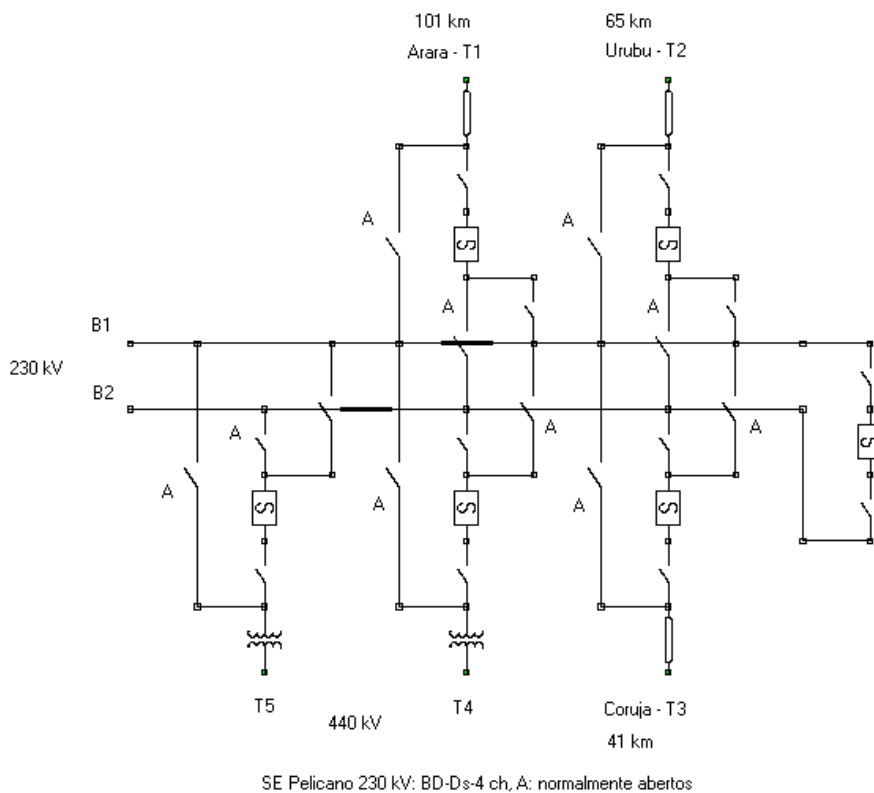 101 km
65 km
Arara - T1
Urubu - T2
A
A
A
A
B1
230 kV
B2
A
A
A
A
A
A
S
S
S
S
S
S
T5
T4
Coruja - T3
440 kV
41 km
SE Pelicano 230 kV: BD-Ds-4 ch, A: normalmente abertos